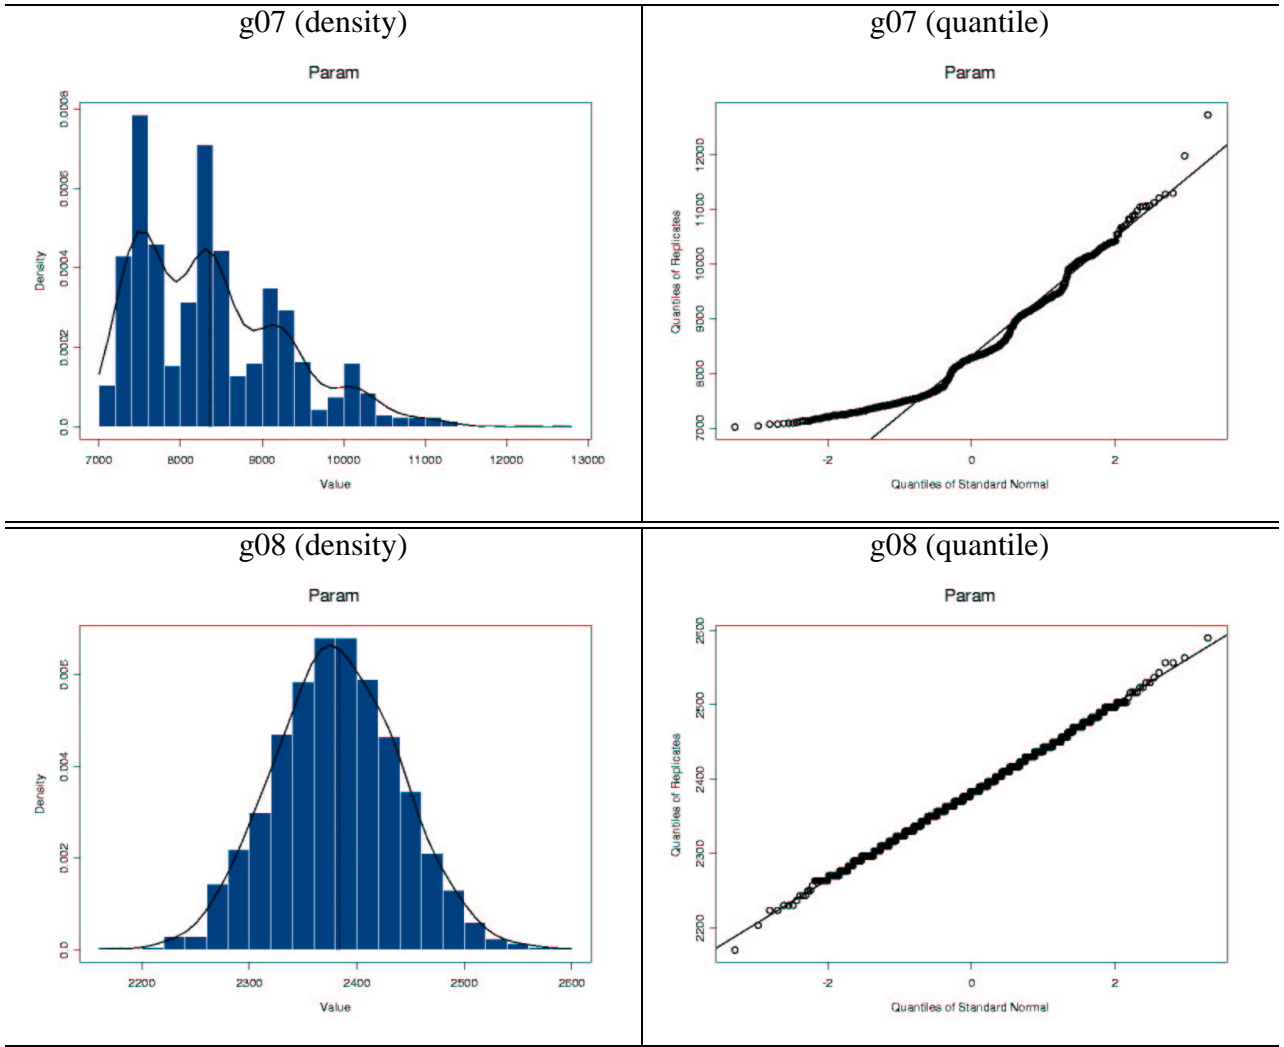 g07 (density)
g07 (quantile)
Param
Density
0.0 0.0002 0.0004 0.0006 0.0008
7000 8000 9000 10000 11000 12000 13000
Value
Param
Quantiles of Replicates
7000 8000 9000 10000 11000 12000
-2 0 2
Quantiles of Standard Normal
g08 (density)
g08 (quantile)
Param
Density
0.0 0.002 0.004 0.006
2200 2300 2400 2500 2600
Value
Param
Quantiles of Replicates
2200 2300 2400 2500 2600
-2 0 2
Quantiles of Standard Normal